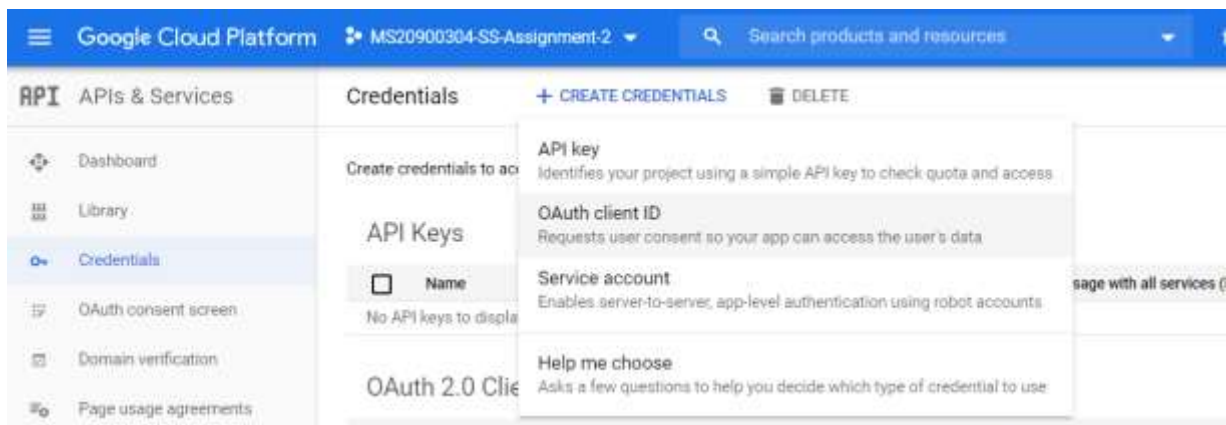 Google Cloud Platform
MS20900304-SS-Assignment-2
Search products and resources
API APIs & Services
Credentials
+ CREATE CREDENTIALS
DELETE
Dashboard
Library
Credentials
OAuth consent screen
Domain verification
Page usage agreements
Create credentials to
API key
Identifies your project using a simple API key to check quota and access
OAuth client ID
Requests user consent so your app can access the user's data
Service account
Enables server-to-server, app-level authentication using robot accounts
Help me choose
Asks a few questions to help you decide which type of credential to use
API Keys
Name
sage with all services (
No API keys to displa
OAuth 2.0 Clie